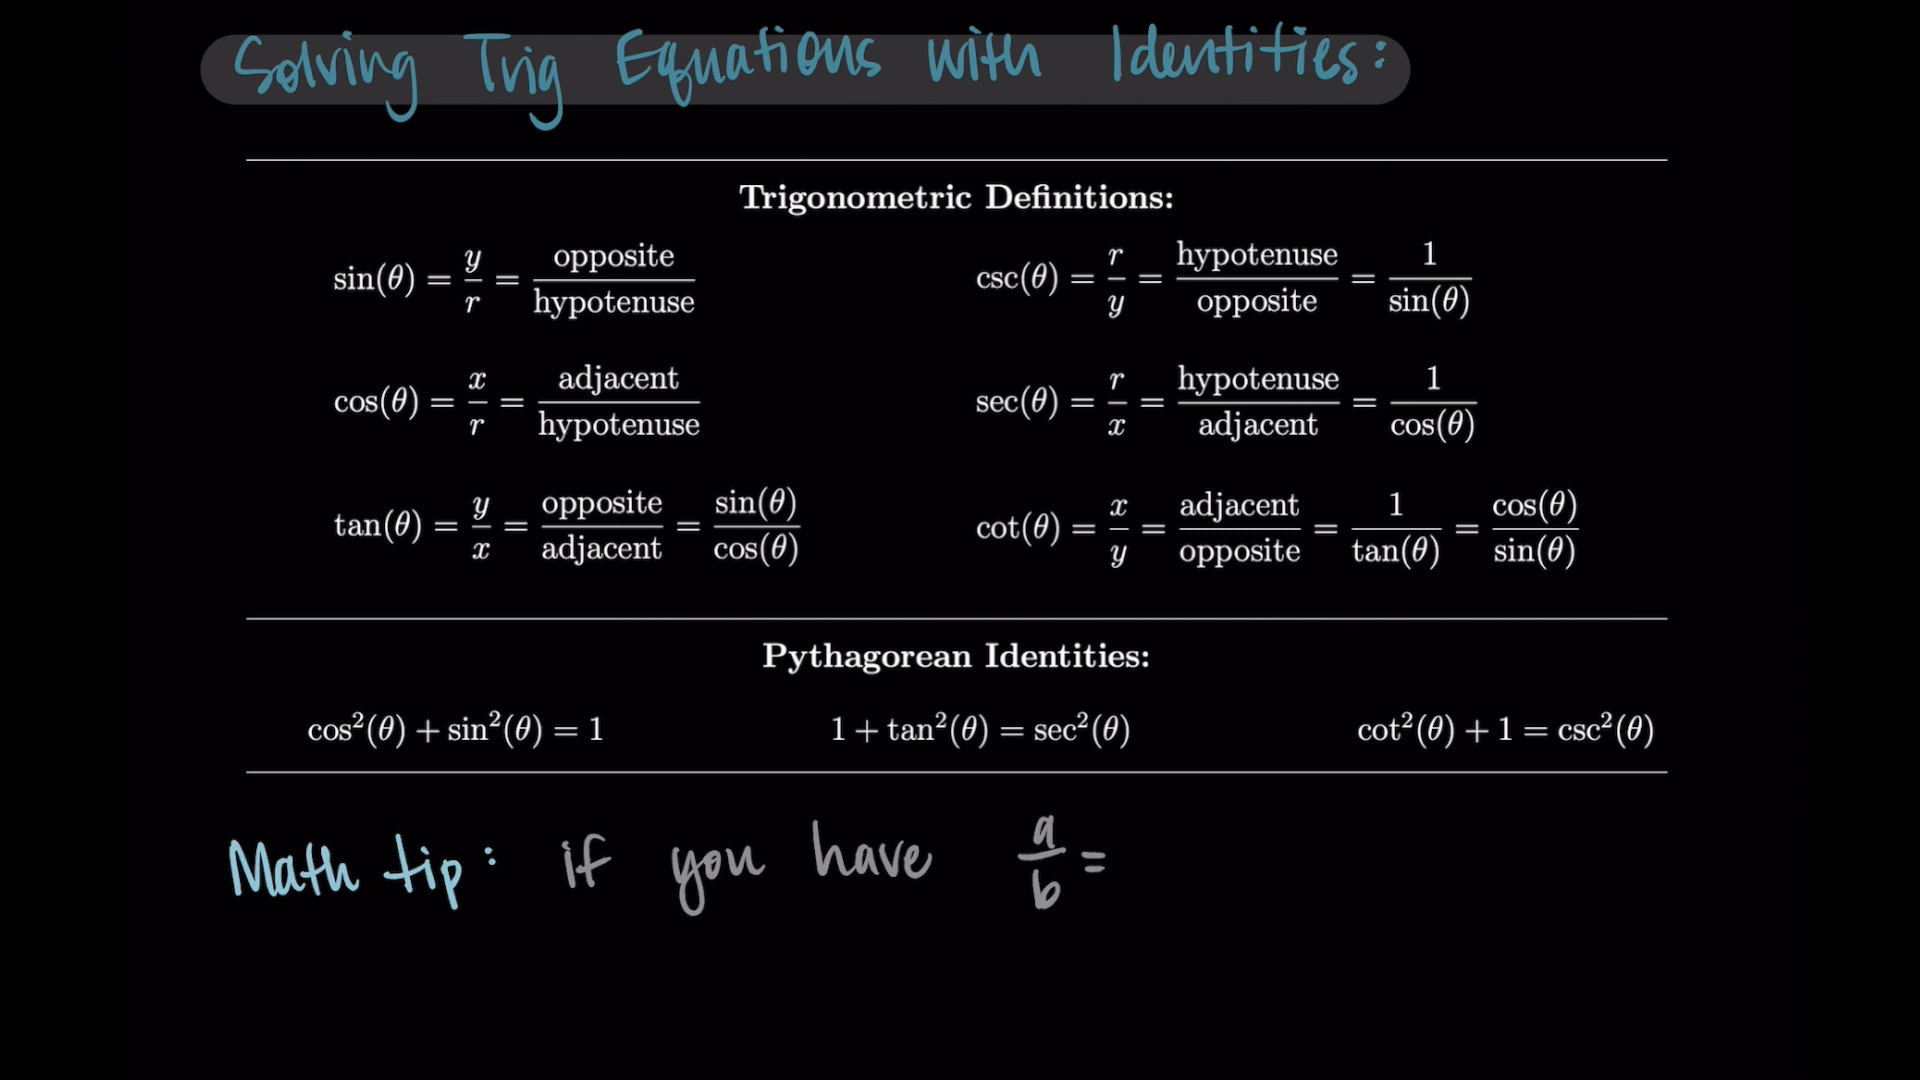 Solving Trig Equations with Identities:
Trigonometric Definitions:
sin(θ) = y/r = opposite/hypotenuse
csc(θ) = r/y = hypotenuse/opposite = 1/sin(θ)
cos(θ) = x/r = adjacent/hypotenuse
sec(θ) = r/x = hypotenuse/adjacent = 1/cos(θ)
tan(θ) = y/x = opposite/adjacent = sin(θ)/cos(θ)
cot(θ) = x/y = adjacent/opposite = 1/tan(θ) = cos(θ)/sin(θ)
Pythagorean Identities:
cos²(θ) + sin²(θ) = 1
1 + tan²(θ) = sec²(θ)
cot²(θ) + 1 = csc²(θ)
Math tip: if you have a/b =